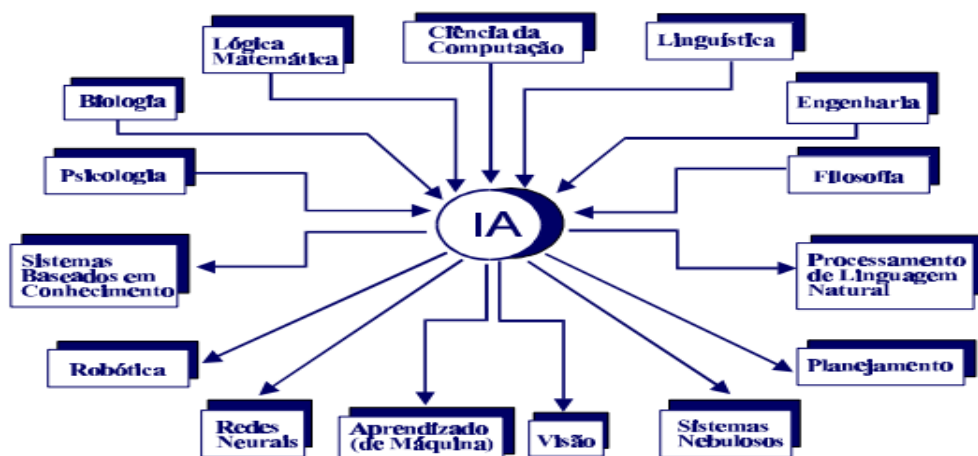 Lógica
Matemática
Ciência da
Computação
Linguística
Biologia
Engenharia
Psicologia
Filosofia
IA
Sistemas
Baseados em
Conhecimento
Processamento
de Linguagem
Natural
Robótica
Planejamento
Redes
Neurais
Aprendizado
(de Máquina)
Visão
Sistemas
Nebulosos